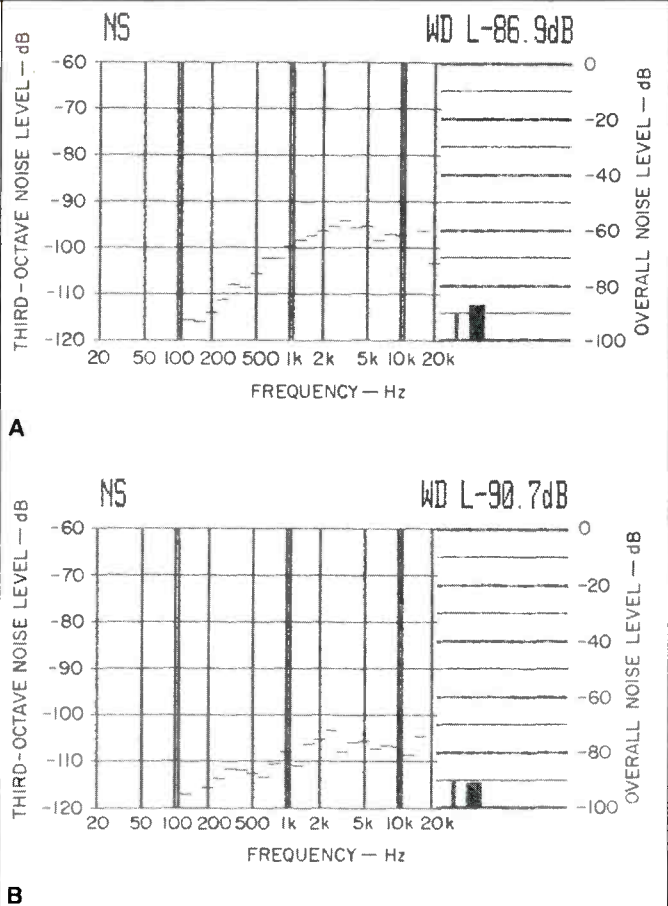 NS WD L-86.9dB
THIRD-OCTAVE NOISE LEVEL — dB
-60
-70
-80
-90
-100
-110
-120
0
-20
-40
-60
-80
-100
OVERALL NOISE LEVEL — dB
20 50 100 200 500 1k 2k 5k 10k 20k
FREQUENCY — Hz
A
NS WD L-90.7dB
THIRD-OCTAVE NOISE LEVEL — dB
-60
-70
-80
-90
-100
-110
-120
0
-20
-40
-60
-80
-100
OVERALL NOISE LEVEL — dB
20 50 100 200 500 1k 2k 5k 10k 20k
FREQUENCY — Hz
B